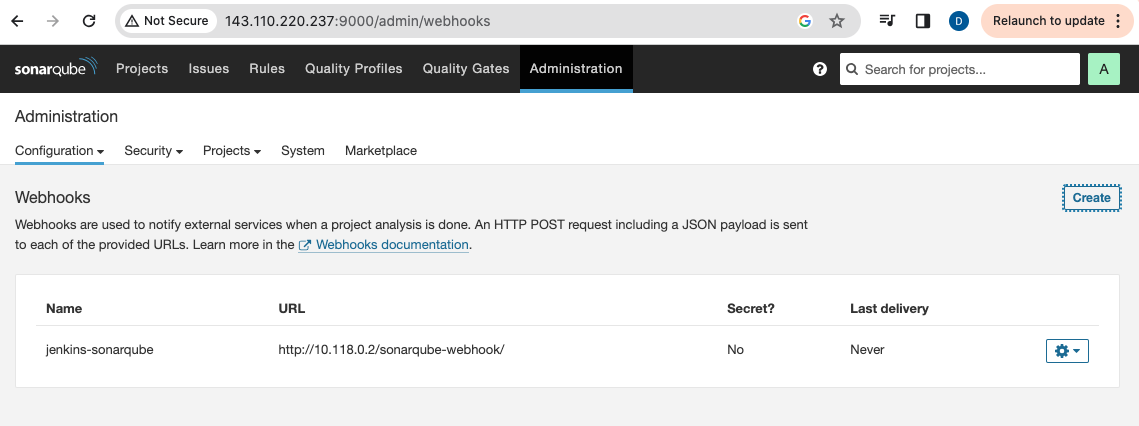 Not Secure 143.110.220.237:9000/admin/webhooks D Relaunch to update
sonarqube Projects Issues Rules Quality Profiles Quality Gates Administration ? Search for projects... A
Administration
Configuration Security Projects System Marketplace
Webhooks Create
Webhooks are used to notify external services when a project analysis is done. An HTTP POST request including a JSON payload is sent
to each of the provided URLs. Learn more in the Webhooks documentation.
Name URL Secret? Last delivery
jenkins-sonarqube http://10.118.0.2/sonarqube-webhook/ No Never